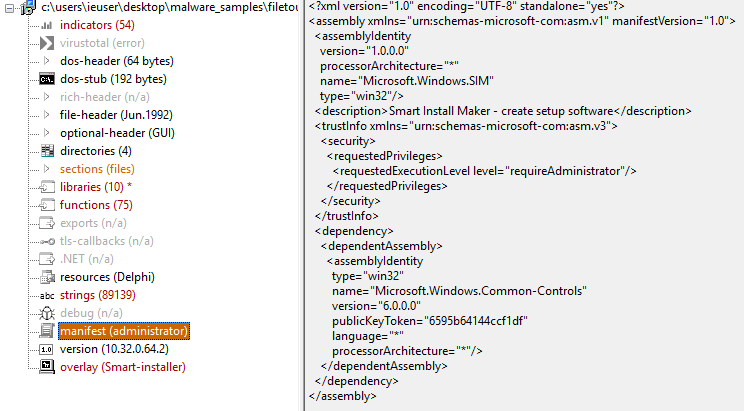 c:\users\ieuser\desktop\malware_samples\filetou
indicators (54)
virustotal (error)
dos-header (64 bytes)
dos-stub (192 bytes)
rich-header (n/a)
file-header (Jun.1992)
optional-header (GUI)
directories (4)
sections (files)
libraries (10) *
functions (75)
exports (n/a)
tls-callbacks (n/a)
.NET (n/a)
resources (Delphi)
abc strings (89139)
debug (n/a)
manifest (administrator)
1.0 version (10.32.0.64.2)
overlay (Smart-installer)
<?xml version="1.0" encoding="UTF-8" standalone="yes"?>
<assembly xmlns="urn:schemas-microsoft-com:asm.v1" manifestVersion="1.0">
<assemblyIdentity
version="1.0.0.0"
processorArchitecture="*"
name="Microsoft.Windows.SIM"
type="win32"/>
<description>Smart Install Maker - create setup software</description>
<trustInfo xmlns="urn:schemas-microsoft-com:asm.v3">
<security>
<requestedPrivileges>
<requestedExecutionLevel level="requireAdministrator"/>
</requestedPrivileges>
</security>
</trustInfo>
<dependency>
<dependentAssembly>
<assemblyIdentity
type="win32"
name="Microsoft.Windows.Common-Controls"
version="6.0.0.0"
publicKeyToken="6595b64144ccf1df"
language="*"
processorArchitecture="*"/>
</dependentAssembly>
</dependency>
</assembly>